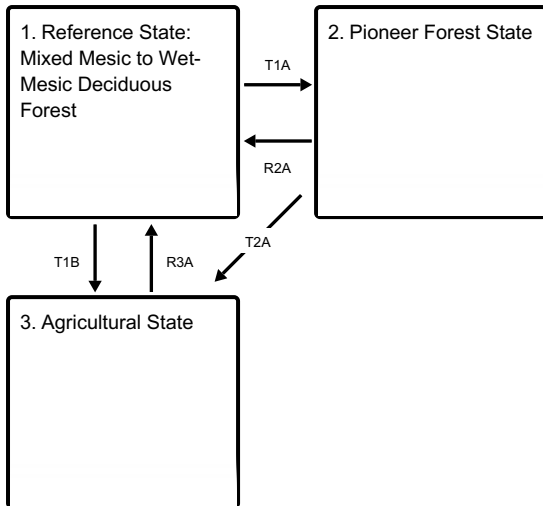 1. Reference State:
Mixed Mesic to Wet-
Mesic Deciduous
Forest
2. Pioneer Forest State
T1A
R2A
T2A
T1B
R3A
3. Agricultural State